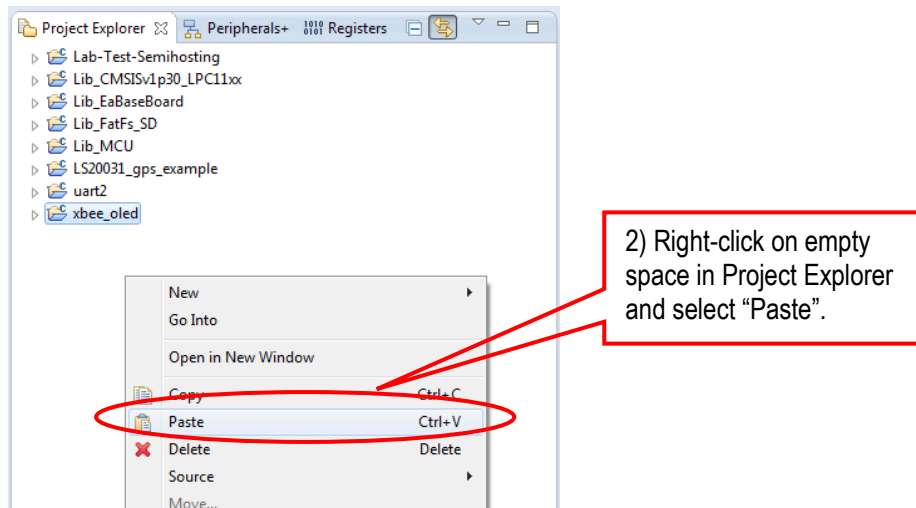 Project Explorer Peripherals+ Registers
Lab-Test-Semihosting
Lib_CMSISv1p30_LPC11xx
Lib_EaBaseBoard
Lib_FatFs_SD
Lib_MCU
LS20031_gps_example
uart2
xbee_oled
2) Right-click on empty
space in Project Explorer
and select “Paste”.
New
Go Into
Open in New Window
Copy Ctrl+C
Paste Ctrl+V
Delete Delete
Source
Move...